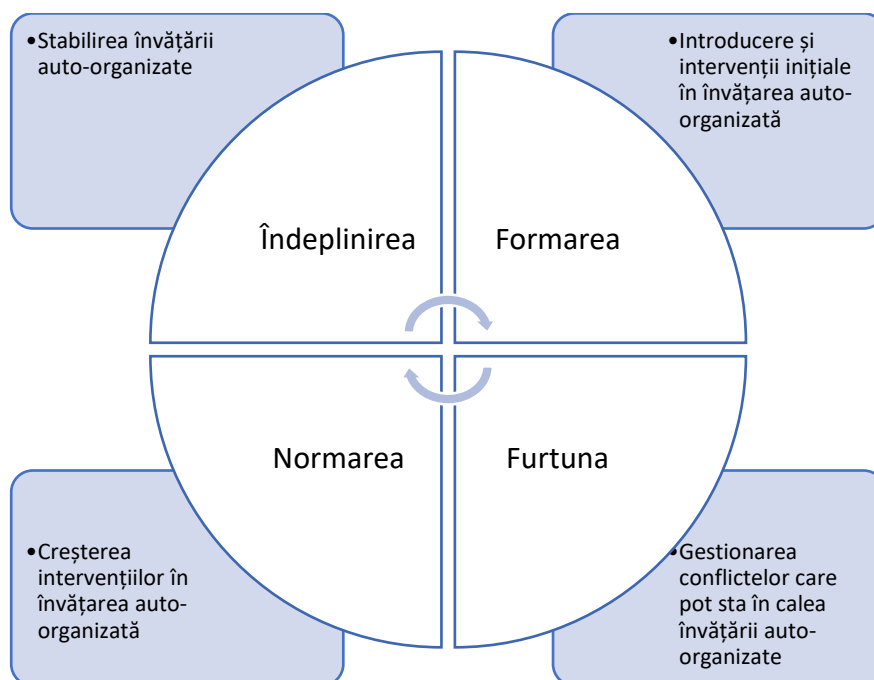 •Stabilirea învățării
auto-organizate
•Introducere și
intervenții inițiale
în învățarea auto-
organizată
Îndeplinirea
Formarea
Normarea
Furtuna
•Creșterea
intervențiilor în
învățarea auto-
organizată
•Gestionarea
conflictelor care
pot sta în calea
învățării auto-
organizate